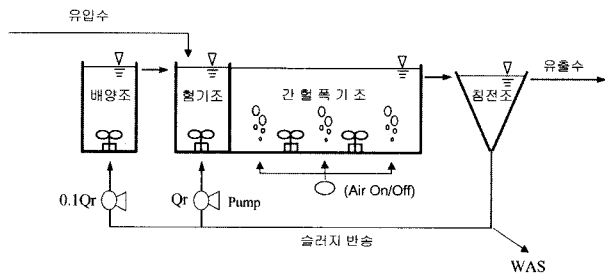 유입수
유출수
배양조
혐기조
간 헐 폭 기 조
침전조
0.1Qr
Qr
Pump
(Air On/Off)
슬러지 반송
WAS